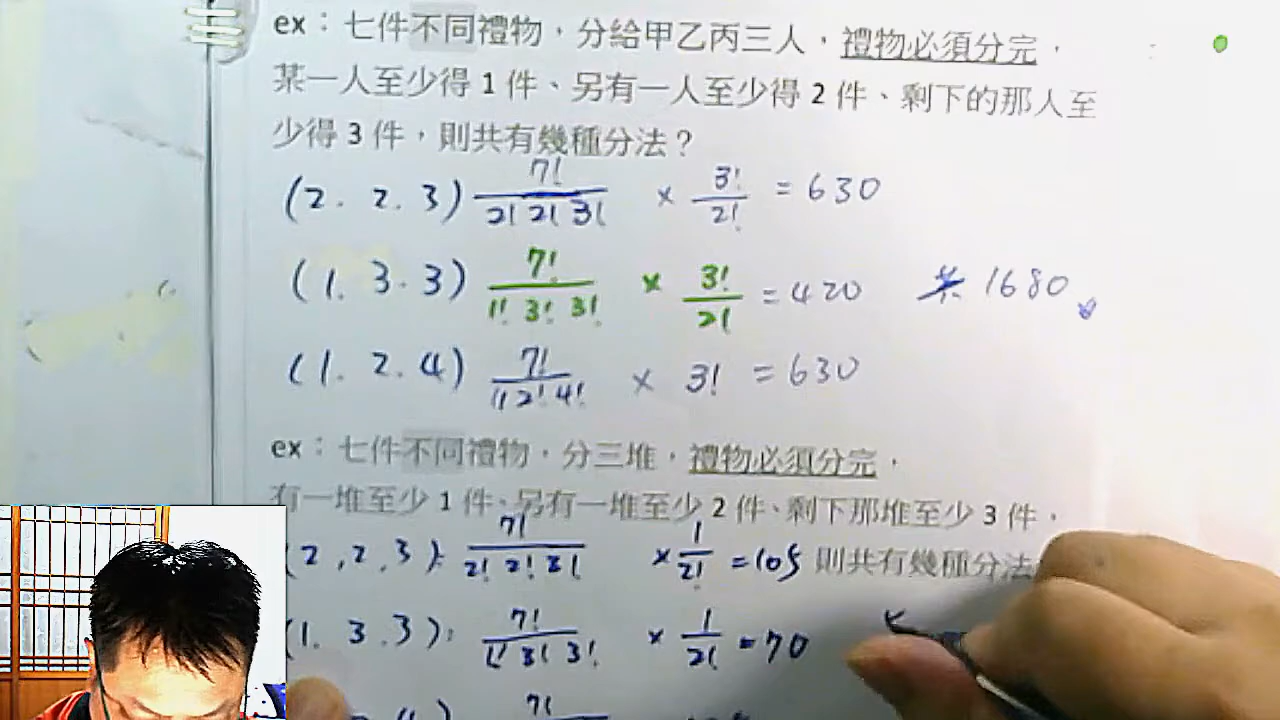 ex：七件不同禮物，分給甲乙丙三人，禮物必須分完，
某一人至少得 1 件、另有一人至少得 2 件、剩下的那人至
少得 3 件，則共有幾種分法？
(2. 2. 3) 7!/(2! 2! 3!) × 3!/2! = 630
(1. 3. 3) 7!/(1! 3! 3!) × 3!/2! = 420 共 1680
(1. 2. 4) 7!/(1! 2! 4!) × 3! = 630
ex：七件不同禮物，分三堆，禮物必須分完，
有一堆至少 1 件、另有一堆至少 2 件、剩下那堆至少 3 件，
(2, 2, 3): 7!/(2! 2! 3!) × 1/2! = 105 則共有幾種分法
(1. 3. 3): 7!/(1! 3! 3!) × 1/2! = 70
7!